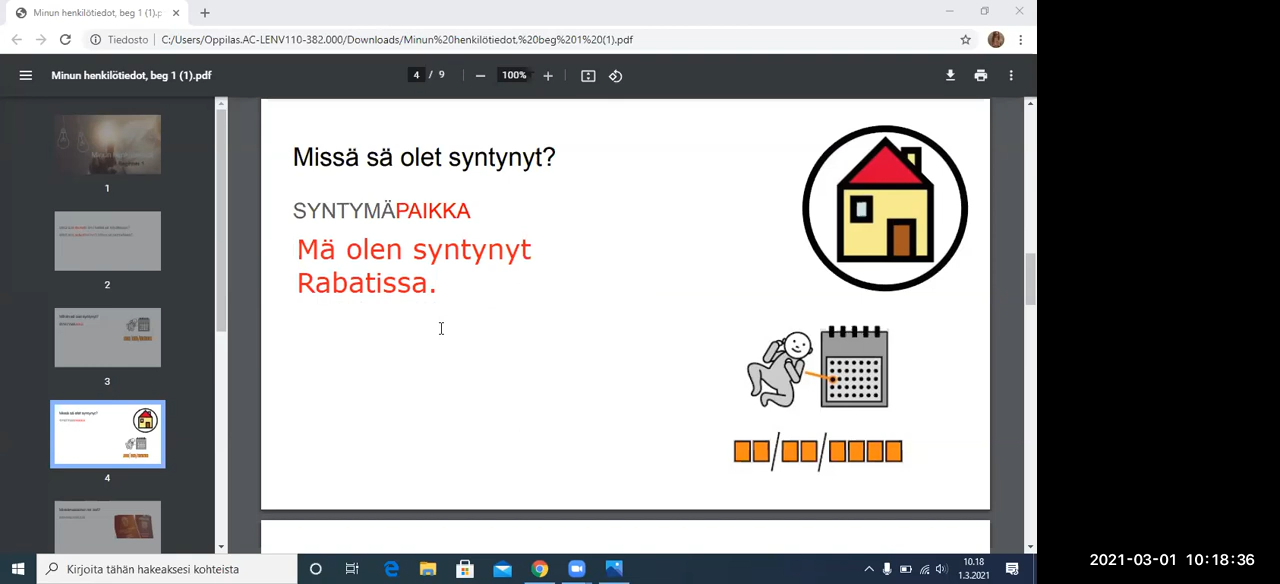 Minun henkilötiedot, beg 1 (1).p
Tiedosto
C:/Users/Oppilas.AC-LENV110-382.000/Downloads/Minun%20henkilötiedot,%20beg%201%20(1).pdf
Minun henkilötiedot, beg 1 (1).pdf
4 / 9
100%
1
2
3
4
Missä sä olet syntynyt?
SYNTYMÄPAIKKA
Mä olen syntynyt
Rabatissa.
Kirjoita tähän hakeaksesi kohteista
10.18
1.3.2021
2021-03-01 10:18:36